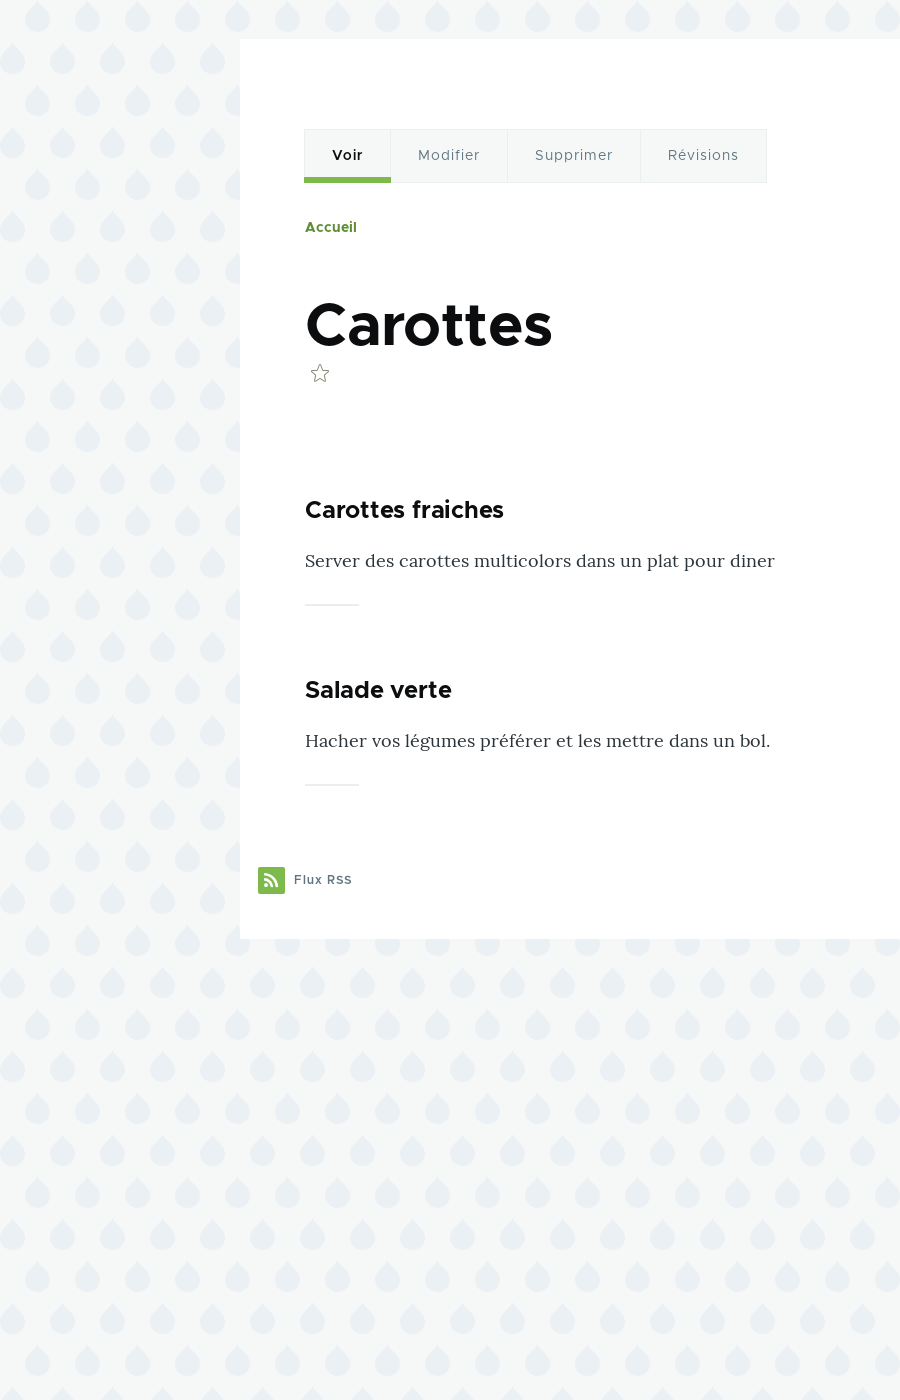 Voir Modifier Supprimer Révisions
Accueil
Carottes
Carottes fraiches
Server des carottes multicolors dans un plat pour diner
Salade verte
Hacher vos légumes préférer et les mettre dans un bol.
Flux RSS